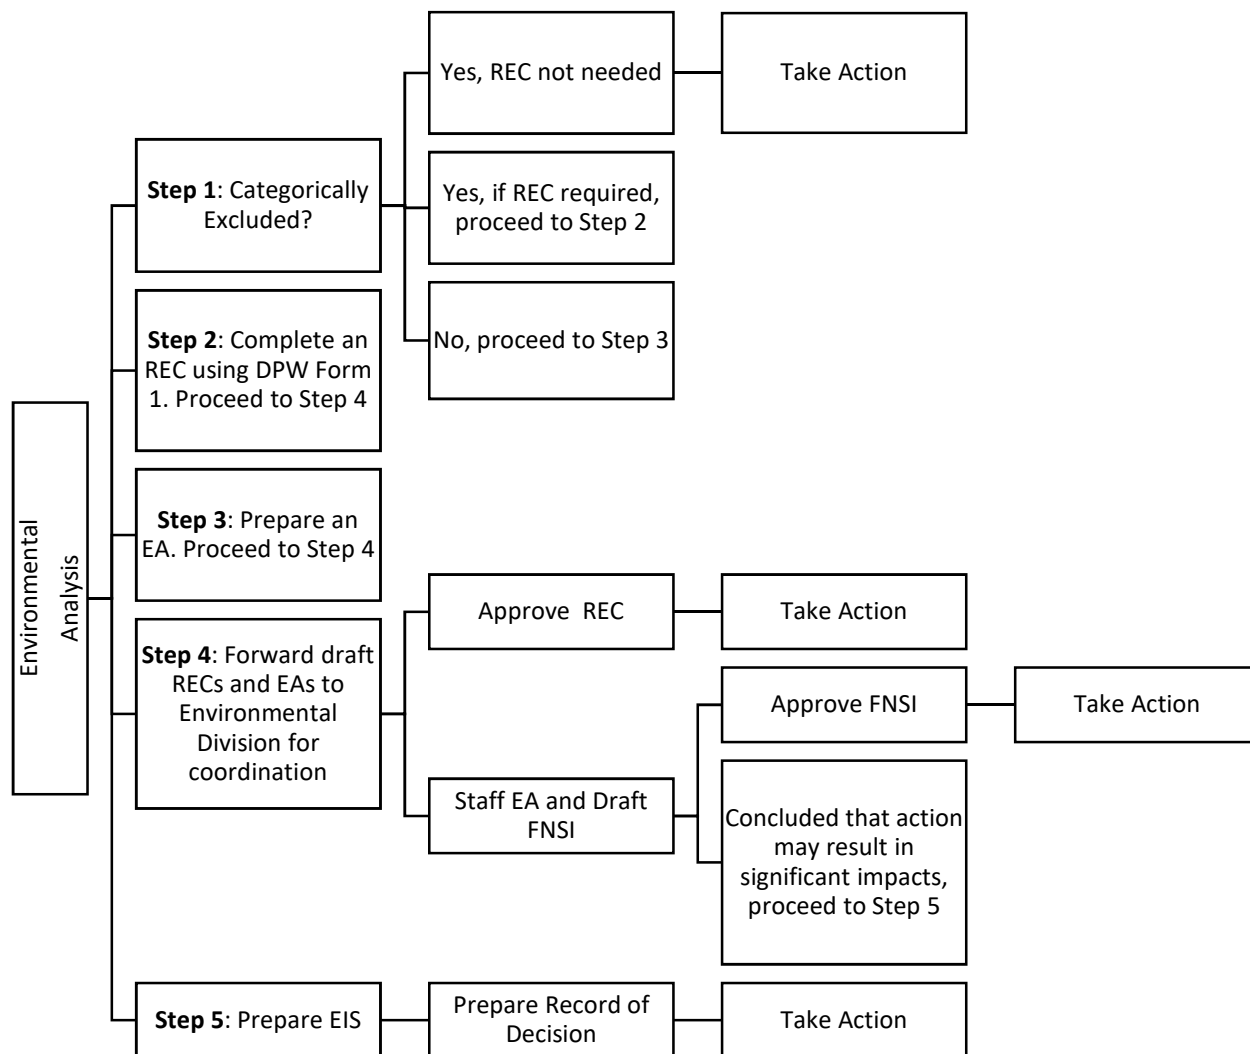 Environmental
Analysis
Step 1: Categorically
Excluded?
Yes, REC not needed
Take Action
Yes, if REC required,
proceed to Step 2
No, proceed to Step 3
Step 2: Complete an
REC using DPW Form
1. Proceed to Step 4
Step 3: Prepare an
EA. Proceed to Step 4
Step 4: Forward draft
RECs and EAs to
Environmental
Division for
coordination
Approve  REC
Take Action
Staff EA and Draft
FNSI
Approve FNSI
Take Action
Concluded that action
may result in
significant impacts,
proceed to Step 5
Step 5: Prepare EIS
Prepare Record of
Decision
Take Action